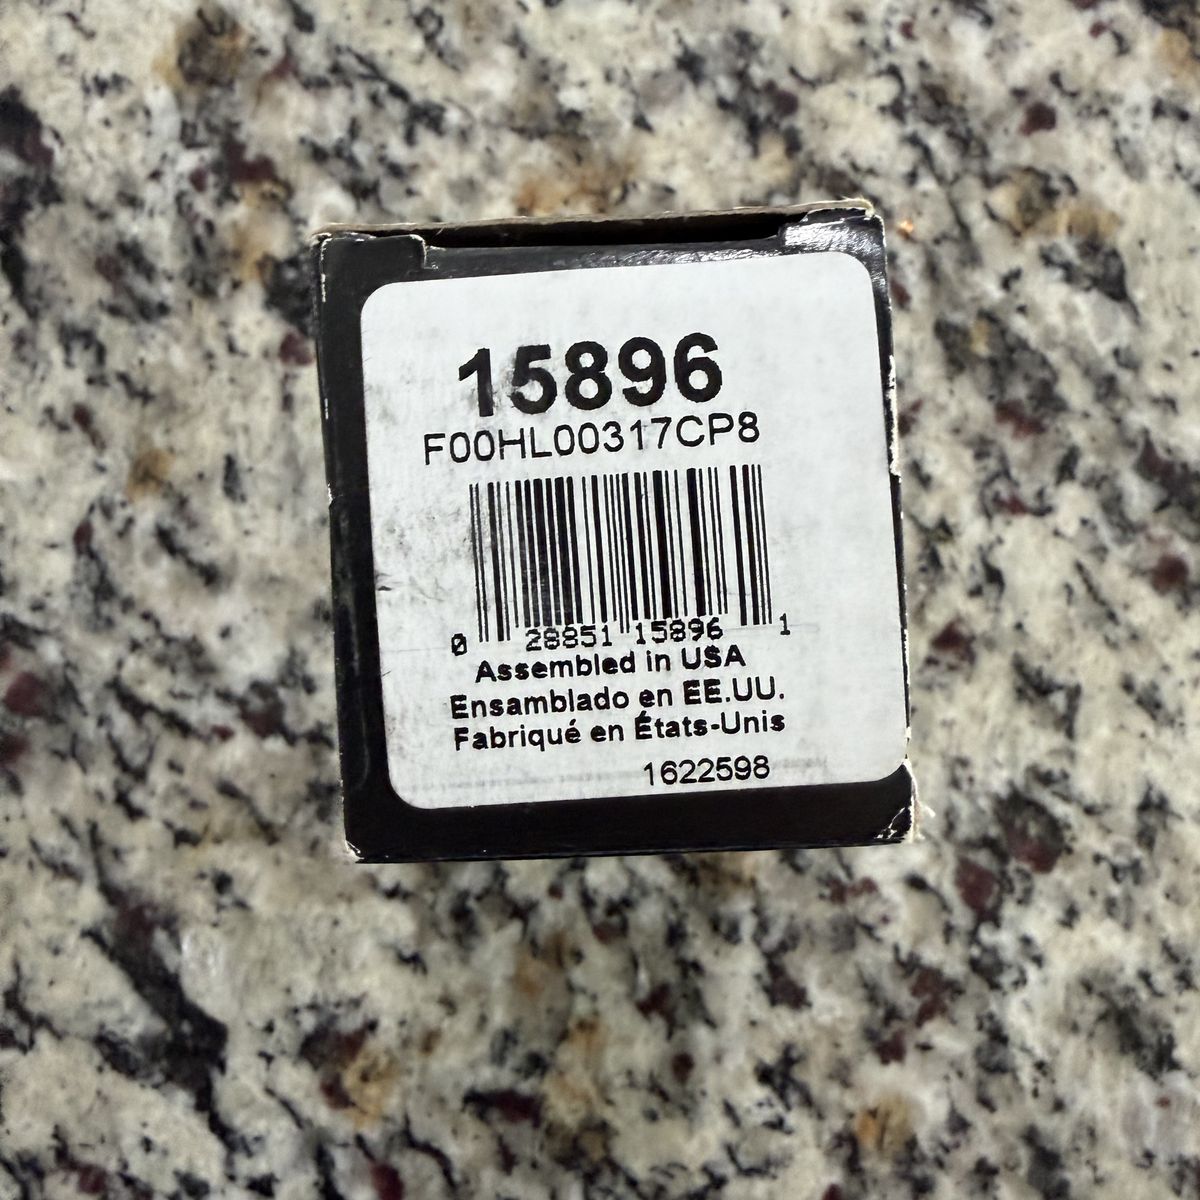 15896
F00HL00317CP8
0 28851 15896 1
Assembled in USA
Ensamblado en EE.UU.
Fabriqué en États-Unis
1622598